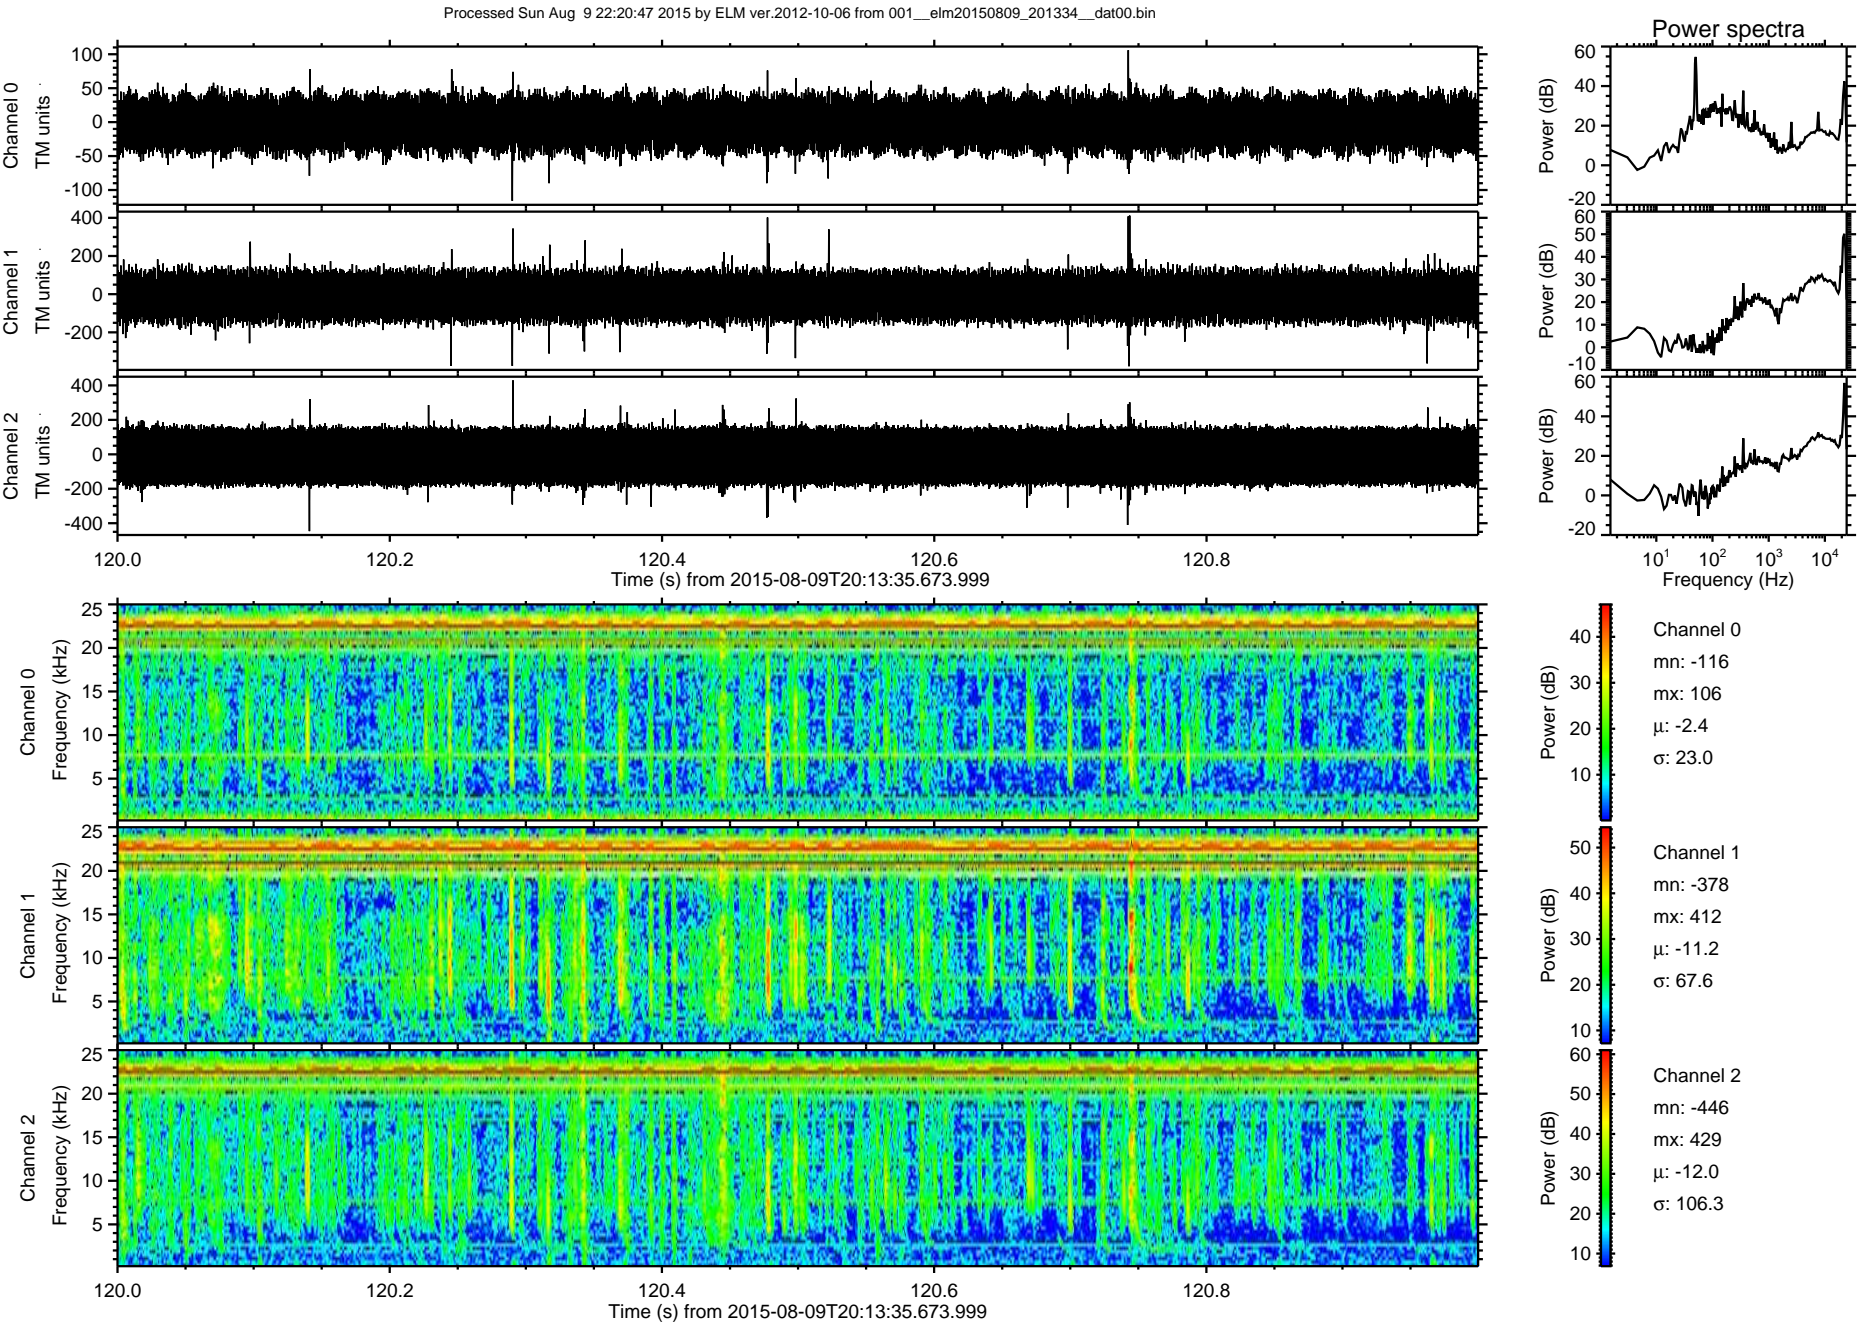 Processed Sun Aug  9 22:20:47 2015 by ELM ver.2012-10-06 from 001__elm20150809_201334__dat00.bin
Power spectra
Channel 0
TM units
100
50
0
-50
-100
Power (dB)
60
40
20
0
-20
Channel 1
TM units
400
200
0
-200
Power (dB)
60
50
40
30
20
10
0
-10
Channel 2
TM units
400
200
0
-200
-400
Power (dB)
60
40
20
0
-20
120.0 120.2 120.4 120.6 120.8
Time (s) from 2015-08-09T20:13:35.673.999
10¹ 10² 10³ 10⁴
Frequency (Hz)
Channel 0
Frequency (kHz)
25
20
15
10
5
Power (dB)
40
30
20
10
Channel 0
mn: -116
mx: 106
μ: -2.4
σ: 23.0
Channel 1
Frequency (kHz)
25
20
15
10
5
Power (dB)
50
40
30
20
10
Channel 1
mn: -378
mx: 412
μ: -11.2
σ: 67.6
Channel 2
Frequency (kHz)
25
20
15
10
5
Power (dB)
60
50
40
30
20
10
Channel 2
mn: -446
mx: 429
μ: -12.0
σ: 106.3
120.0 120.2 120.4 120.6 120.8
Time (s) from 2015-08-09T20:13:35.673.999